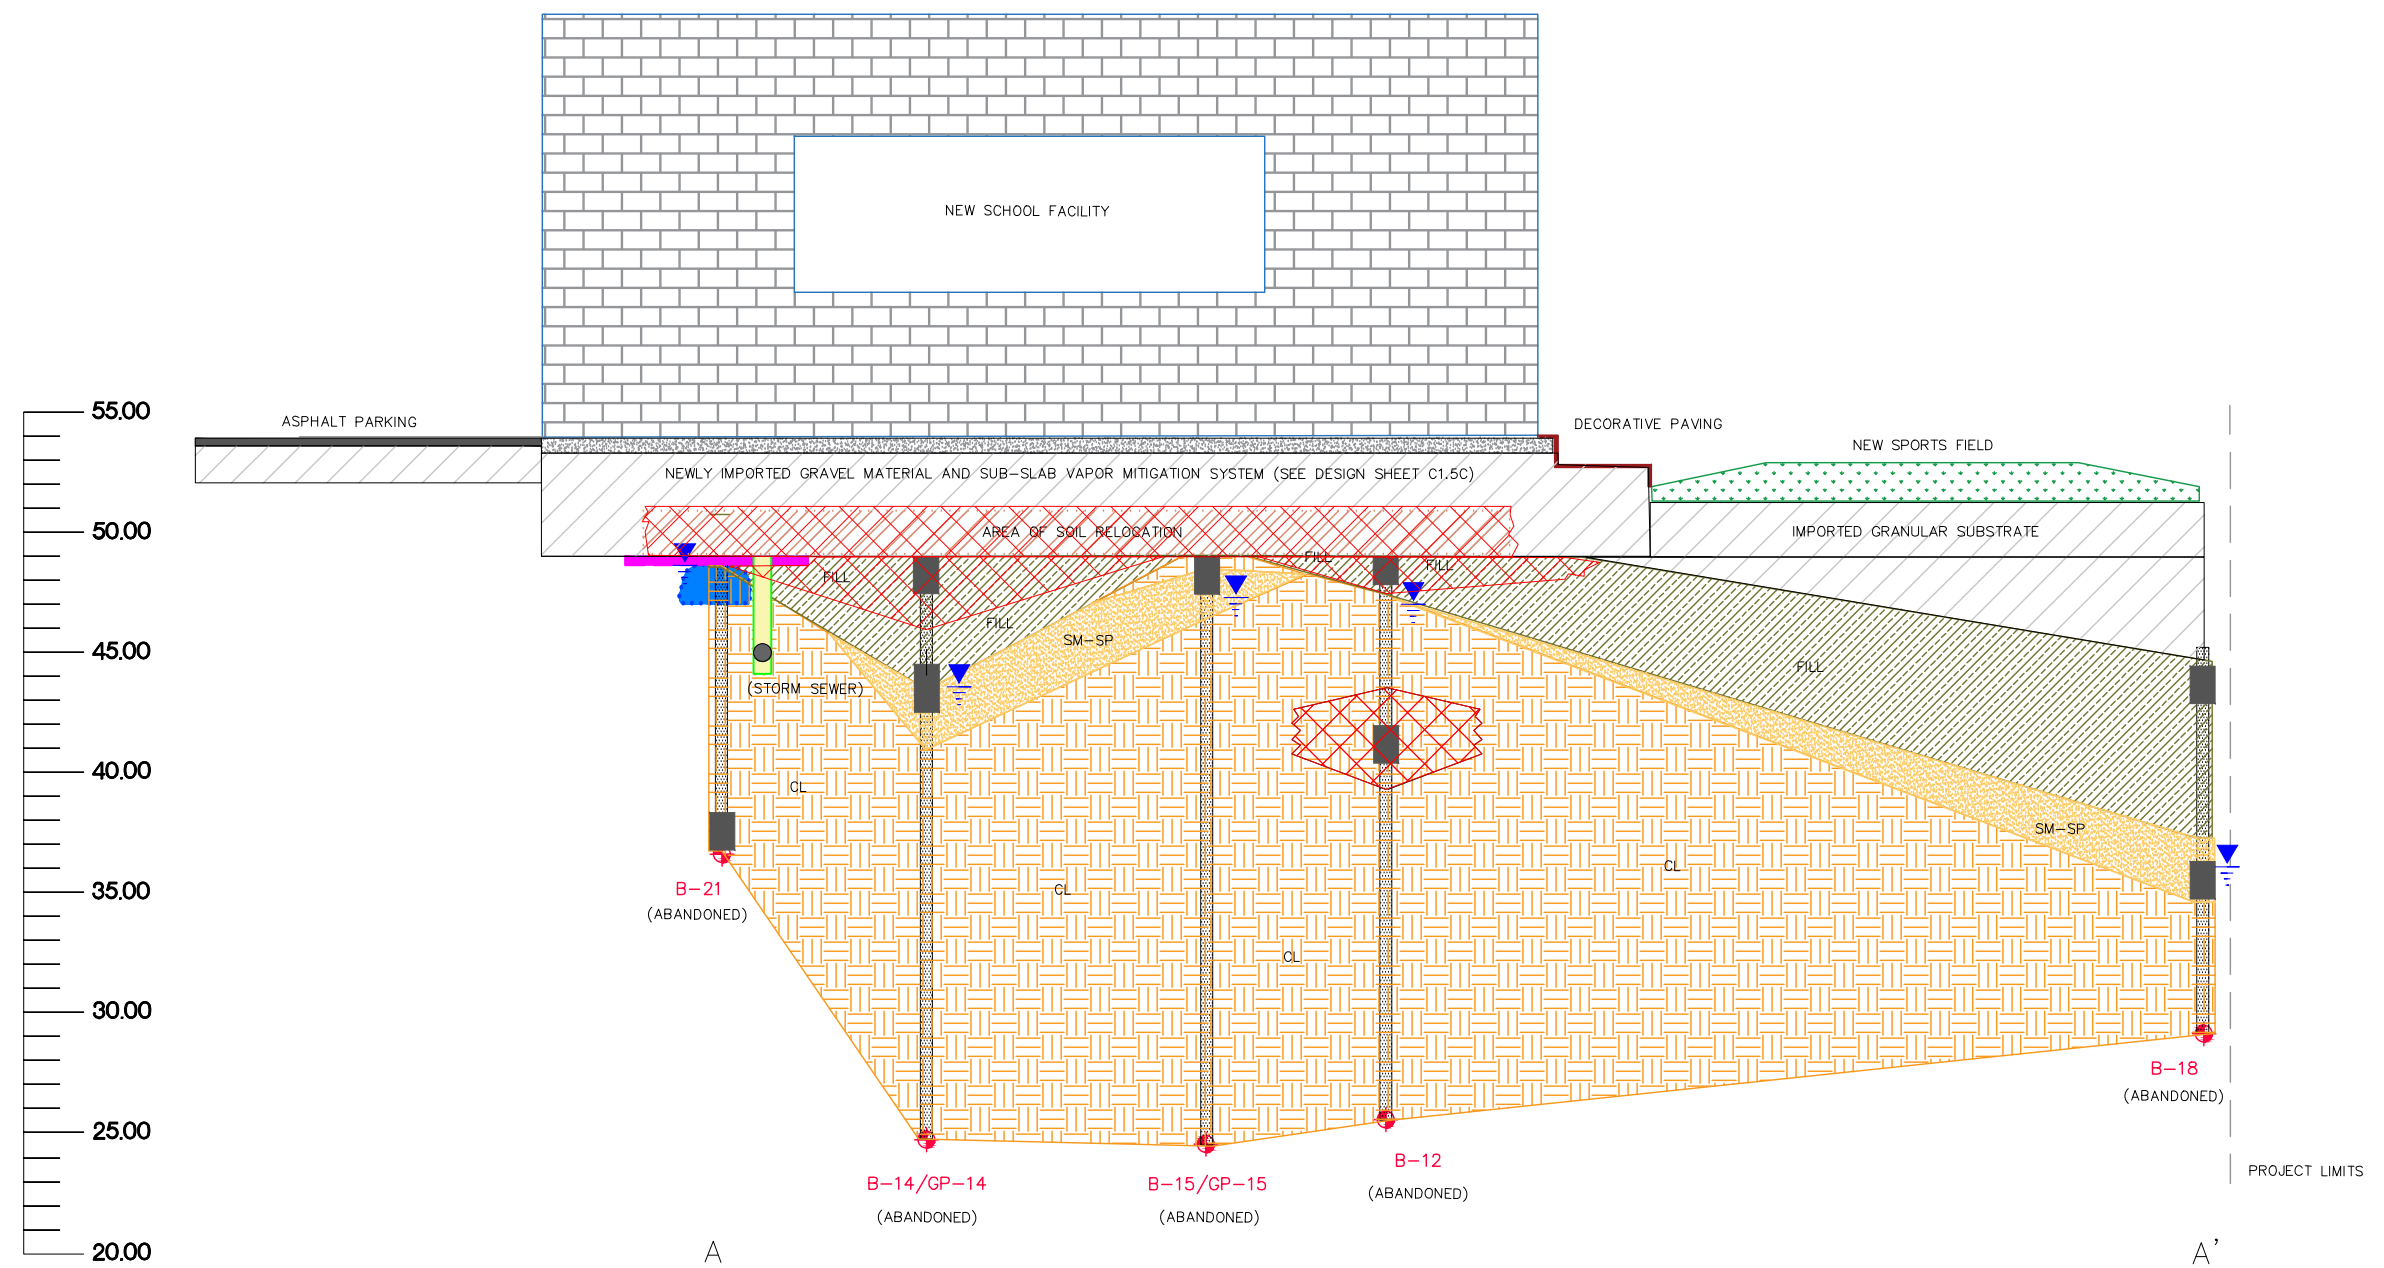 NEW SCHOOL FACILITY
55.00
ASPHALT PARKING
DECORATIVE PAVING
NEW SPORTS FIELD
NEWLY IMPORTED GRAVEL MATERIAL AND SUB-SLAB VAPOR MITIGATION SYSTEM (SEE DESIGN SHEET C1.5C)
50.00
AREA OF SOIL RELOCATION
IMPORTED GRANULAR SUBSTRATE
FILL
FILL
FILL
FILL
SM-SP
45.00
FILL
(STORM SEWER)
40.00
CL
SM-SP
CL
35.00
B-21
CL
(ABANDONED)
CL
30.00
B-18
(ABANDONED)
25.00
B-12
PROJECT LIMITS
B-14/GP-14
B-15/GP-15
(ABANDONED)
(ABANDONED)
(ABANDONED)
20.00
A
A'